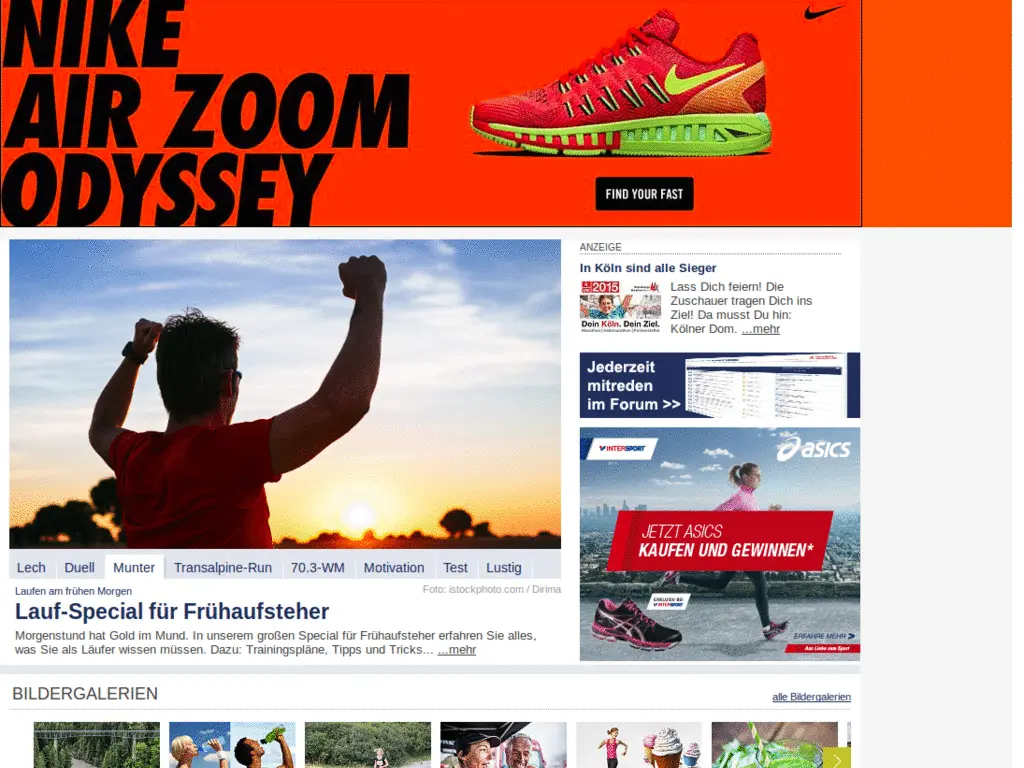 NIKE
AIR ZOOM
ODYSSEY
FIND YOUR FAST
ANZEIGE
In Köln sind alle Sieger
2015
Dein Köln. Dein Ziel.
Lass Dich feiern! Die
Zuschauer tragen Dich ins
Ziel! Da musst Du hin:
Kölner Dom. ...mehr
Jederzeit
mitreden
im Forum >>
INTERSPORT
asics
JETZT ASICS
KAUFEN UND GEWINNEN*
EXKLUSIV BEI
INTERSPORT
ERFAHRE MEHR >
Aus Liebe zum Sport
Lech Duell Munter Transalpine-Run 70.3-WM Motivation Test Lustig
Laufen am frühen Morgen
Foto: istockphoto.com / Dirima
Lauf-Special für Frühaufsteher
Morgenstund hat Gold im Mund. In unserem großen Special für Frühaufsteher erfahren Sie alles,
was Sie als Läufer wissen müssen. Dazu: Trainingspläne, Tipps und Tricks... ...mehr
BILDERGALERIEN
alle Bildergalerien